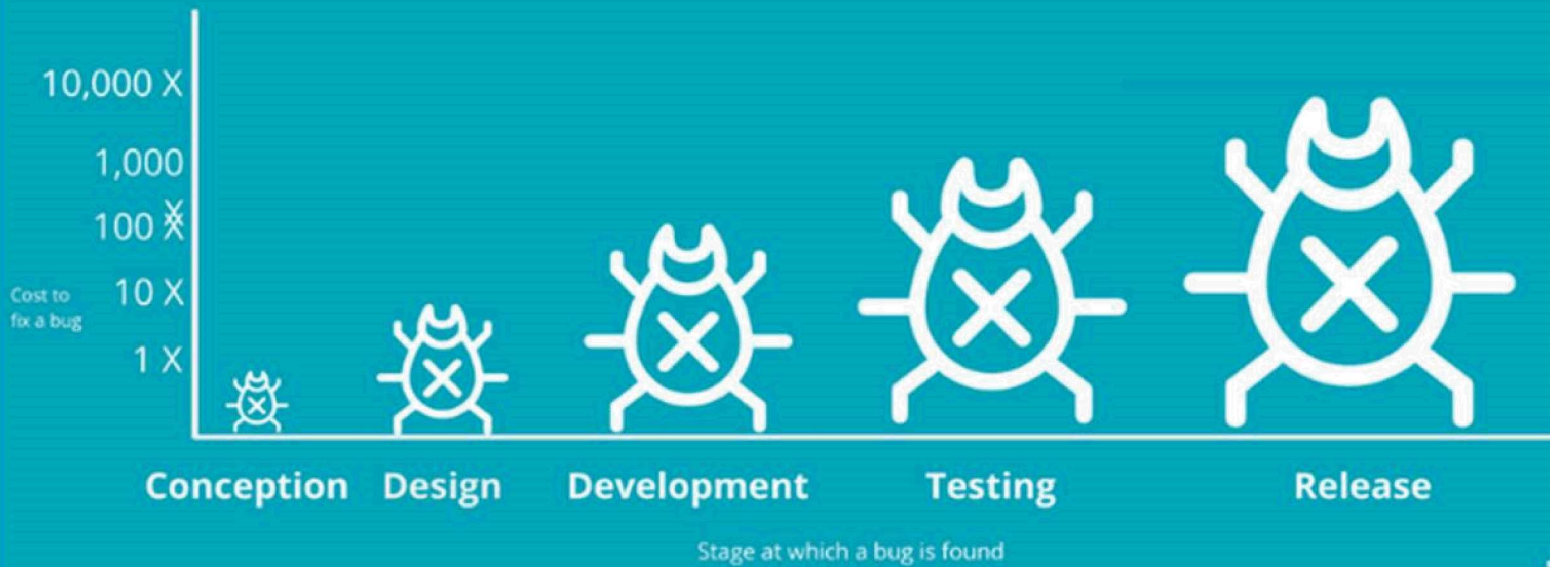 10,000 X
1,000
X
100 X
10 X
Cost to
fix a bug
1 X
Conception Design Development Testing Release
Stage at which a bug is found